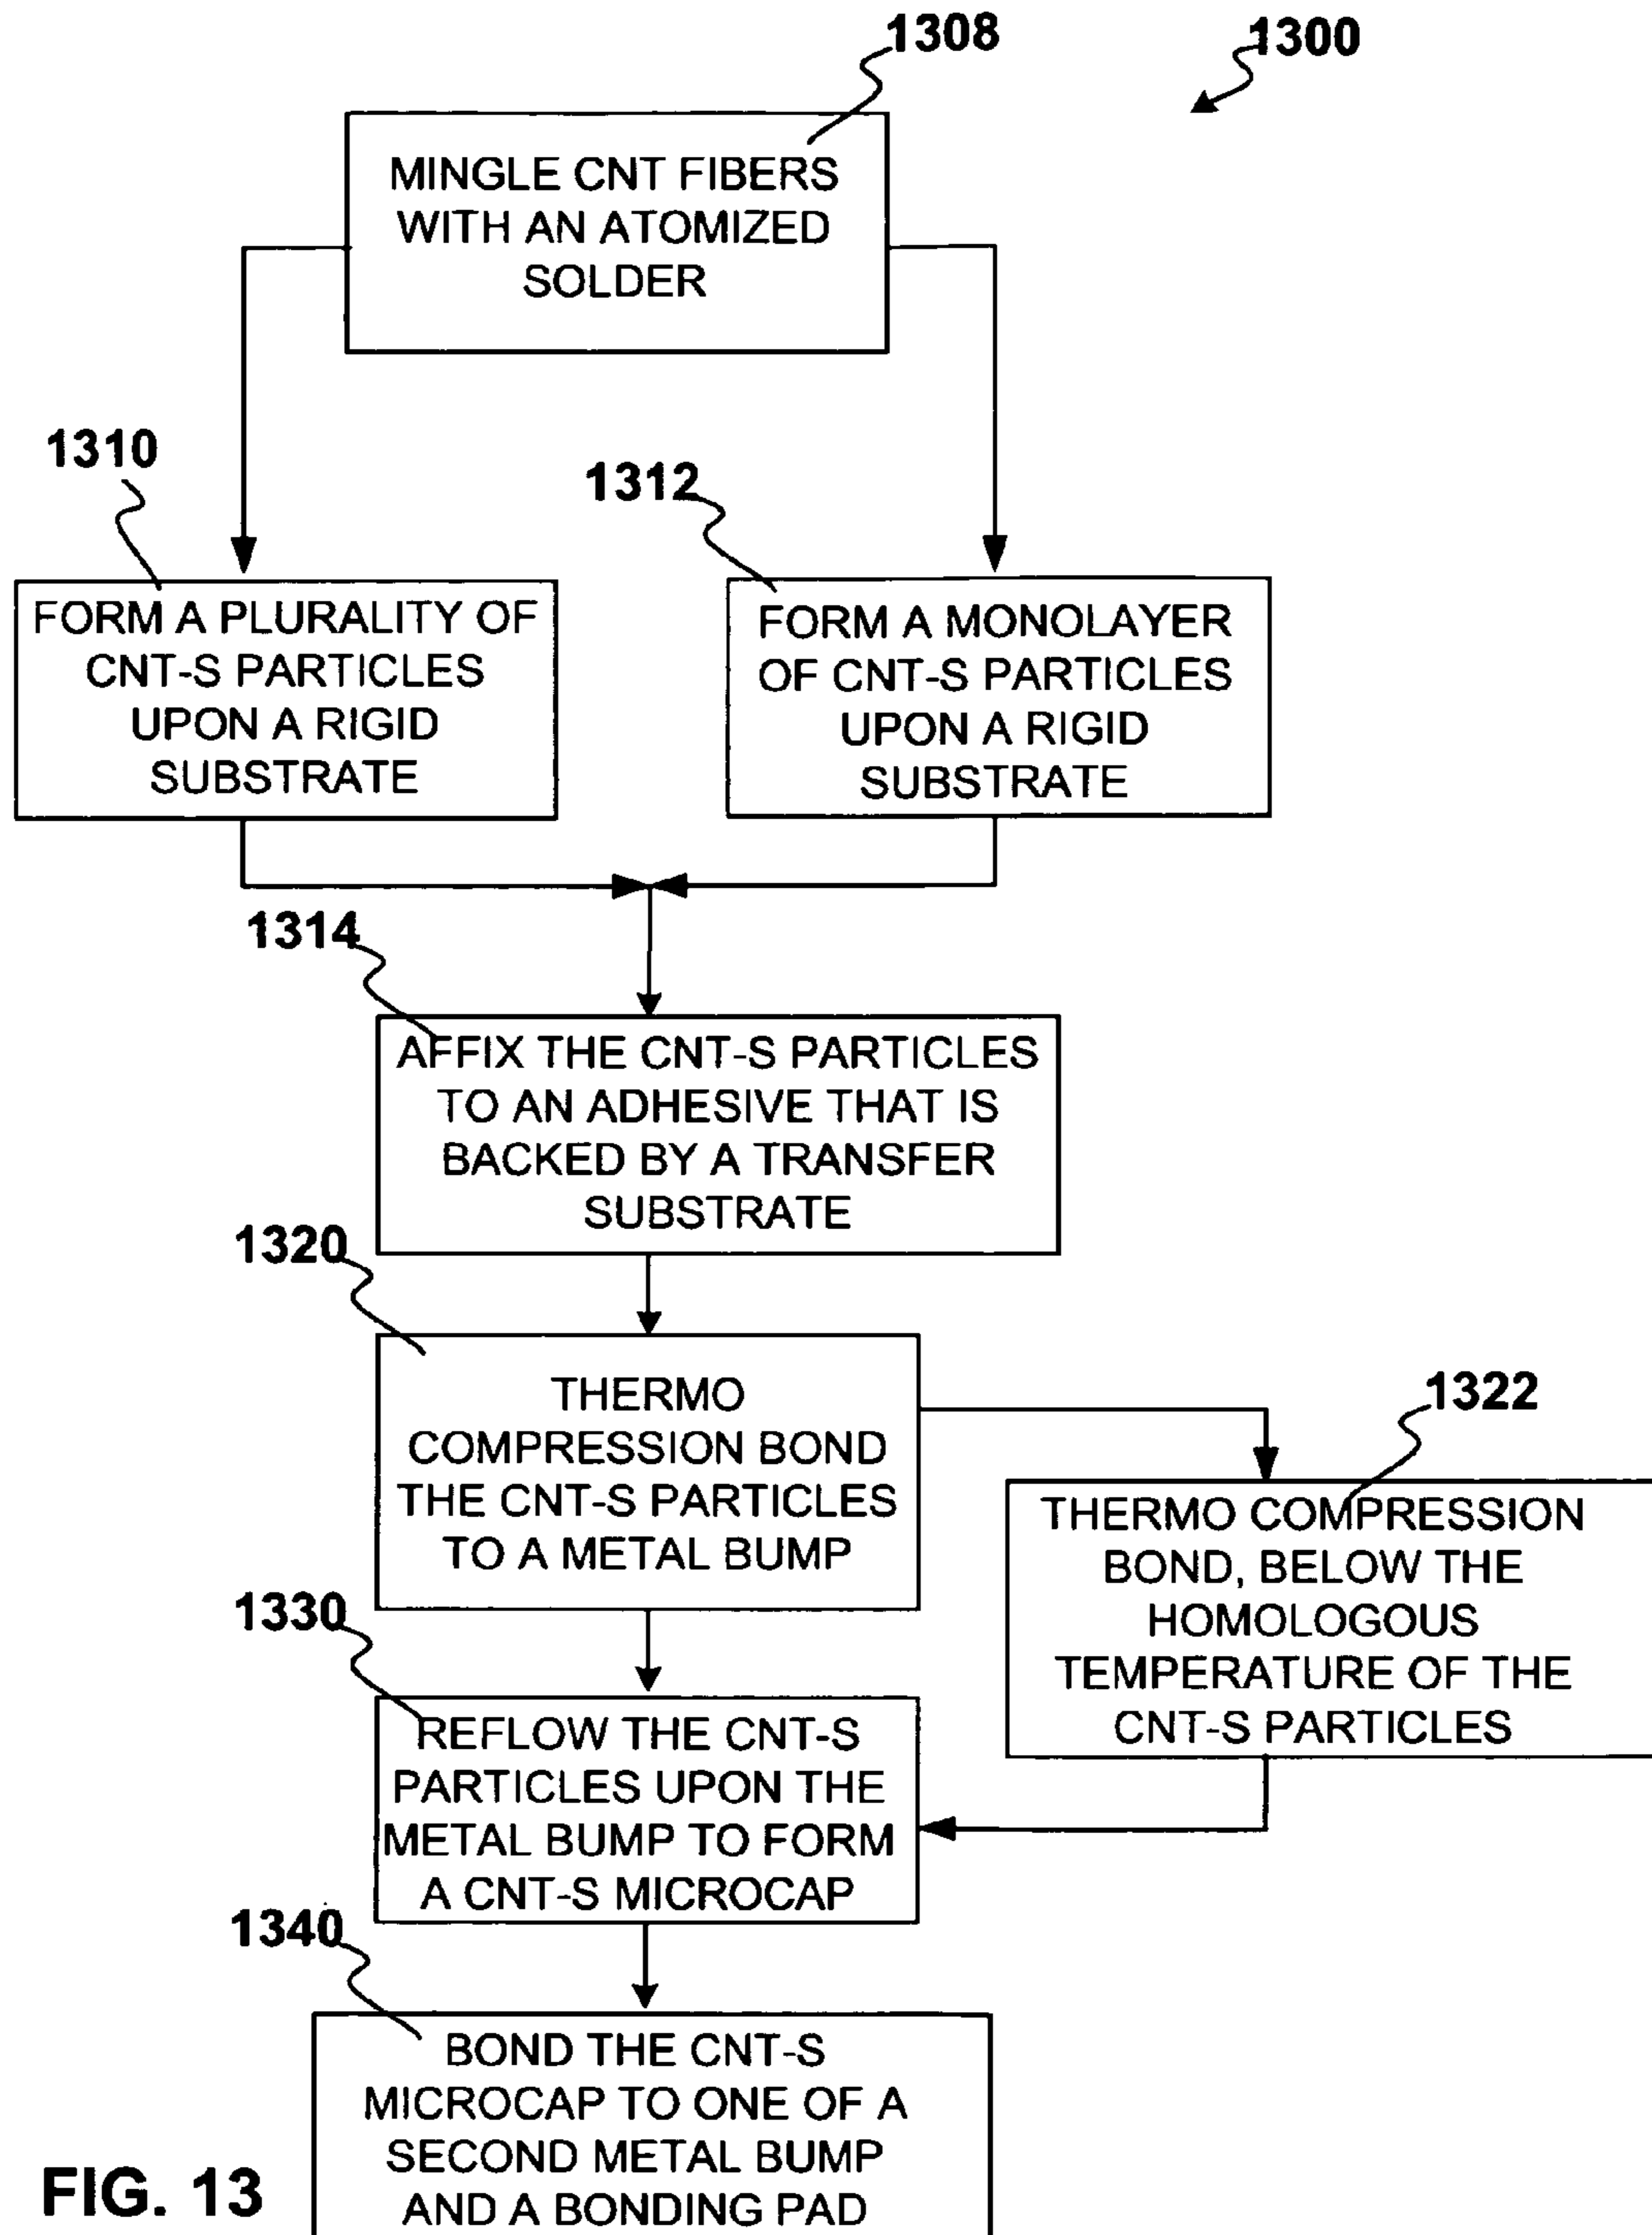 1308
1300
MINGLE CNT FIBERS
WITH AN ATOMIZED
SOLDER
1310
1312
FORM A PLURALITY OF
CNT-S PARTICLES
UPON A RIGID
SUBSTRATE
FORM A MONOLAYER
OF CNT-S PARTICLES
UPON A RIGID
SUBSTRATE
1314
AFFIX THE CNT-S PARTICLES
TO AN ADHESIVE THAT IS
BACKED BY A TRANSFER
SUBSTRATE
1320
THERMO
COMPRESSION BOND
THE CNT-S PARTICLES
TO A METAL BUMP
1322
THERMO COMPRESSION
BOND, BELOW THE
HOMOLOGOUS
TEMPERATURE OF THE
CNT-S PARTICLES
1330
REFLOW THE CNT-S
PARTICLES UPON THE
METAL BUMP TO FORM
A CNT-S MICROCAP
1340
BOND THE CNT-S
MICROCAP TO ONE OF A
SECOND METAL BUMP
AND A BONDING PAD
FIG. 13